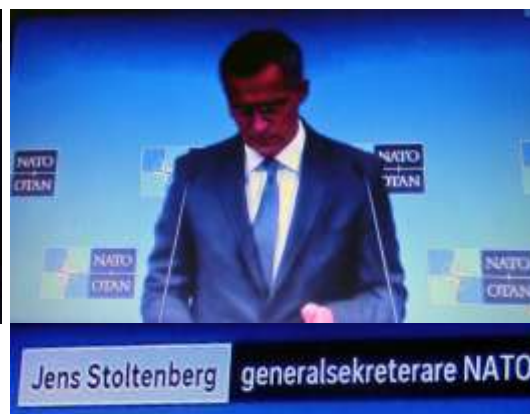 NATO
OTAN
NATO
OTAN
NATO
OTAN
NATO
OTAN
Jens Stoltenberg generalsekreterare NATO